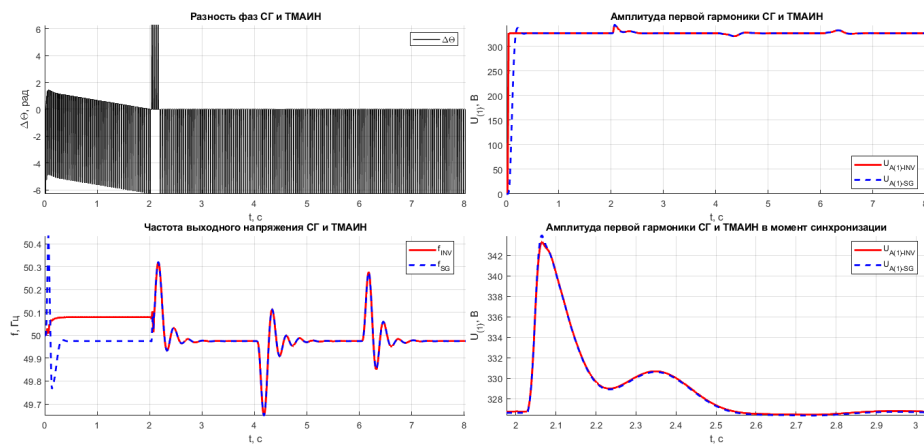 Разность фаз СГ и ТМАИН
ΔΘ, рад
6
4
2
0
-2
-4
-6
0 1 2 3 4 5 6 7 8
t, с
ΔΘ
Амплитуда первой гармоники СГ и ТМАИН
U(1), В
300
250
200
150
100
50
0
0 1 2 3 4 5 6 7 8
t, с
UA(1)-INV
UA(1)-SG
Частота выходного напряжения СГ и ТМАИН
f, Гц
50.4
50.3
50.2
50.1
50
49.9
49.8
49.7
0 1 2 3 4 5 6 7 8
t, с
fINV
fSG
Амплитуда первой гармоники СГ и ТМАИН в момент синхронизации
U(1), В
342
340
338
336
334
332
330
328
2 2.1 2.2 2.3 2.4 2.5 2.6 2.7 2.8 2.9 3
t, с
UA(1)-INV
UA(1)-SG